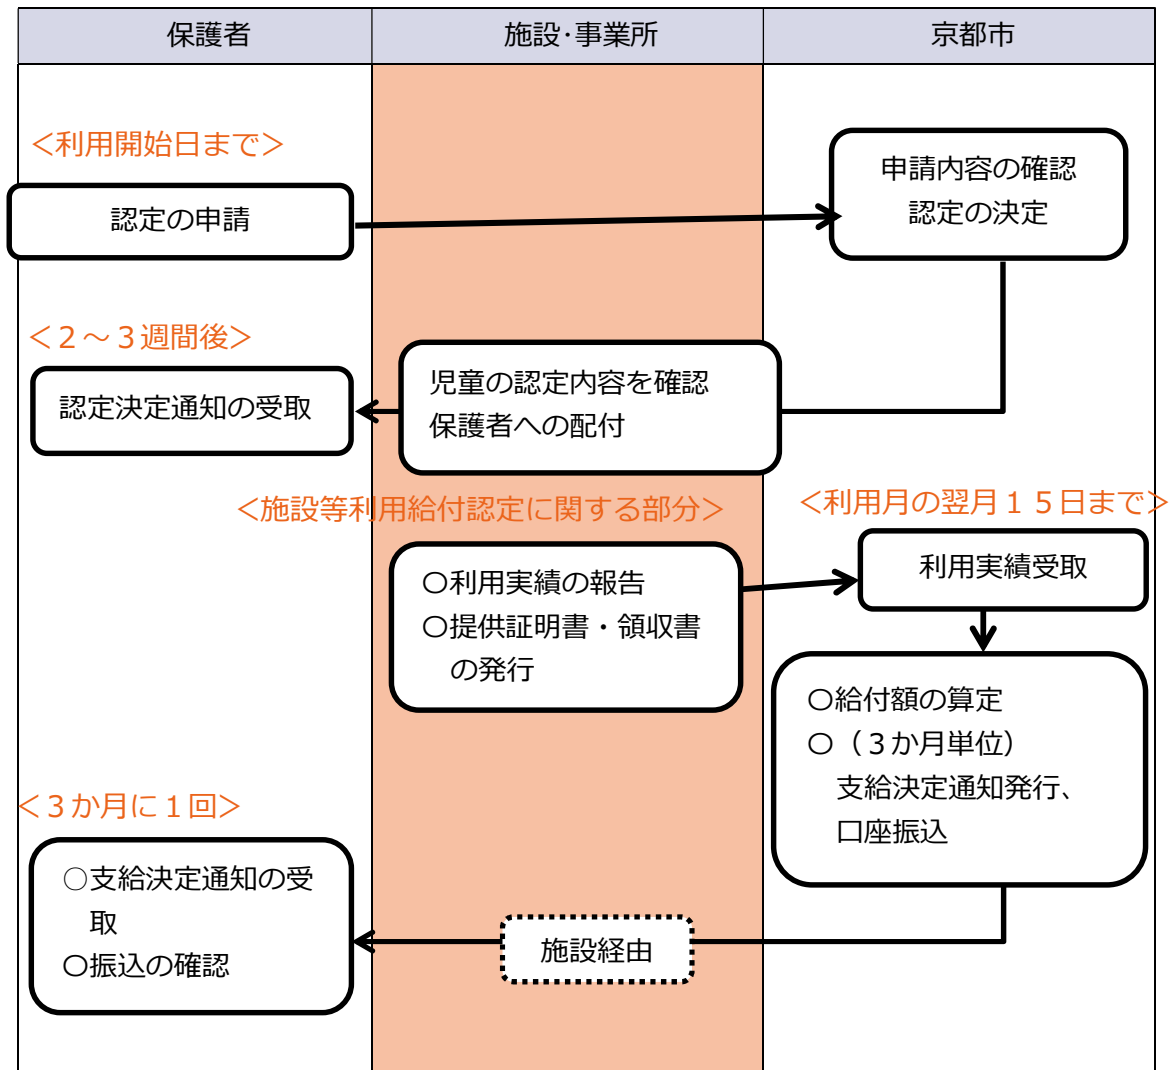 保護者
施設･事業所
京都市
＜利用開始日まで＞
認定の申請
申請内容の確認
認定の決定
＜２～３週間後＞
認定決定通知の受取
児童の認定内容を確認
保護者への配付
＜施設等利用給付認定に関する部分＞
＜利用月の翌月１５日まで＞
〇利用実績の報告
〇提供証明書・領収書
の発行
利用実績受取
〇給付額の算定
〇（３か月単位）
支給決定通知発行、
口座振込
＜３か月に１回＞
○支給決定通知の受
取
〇振込の確認
施設経由